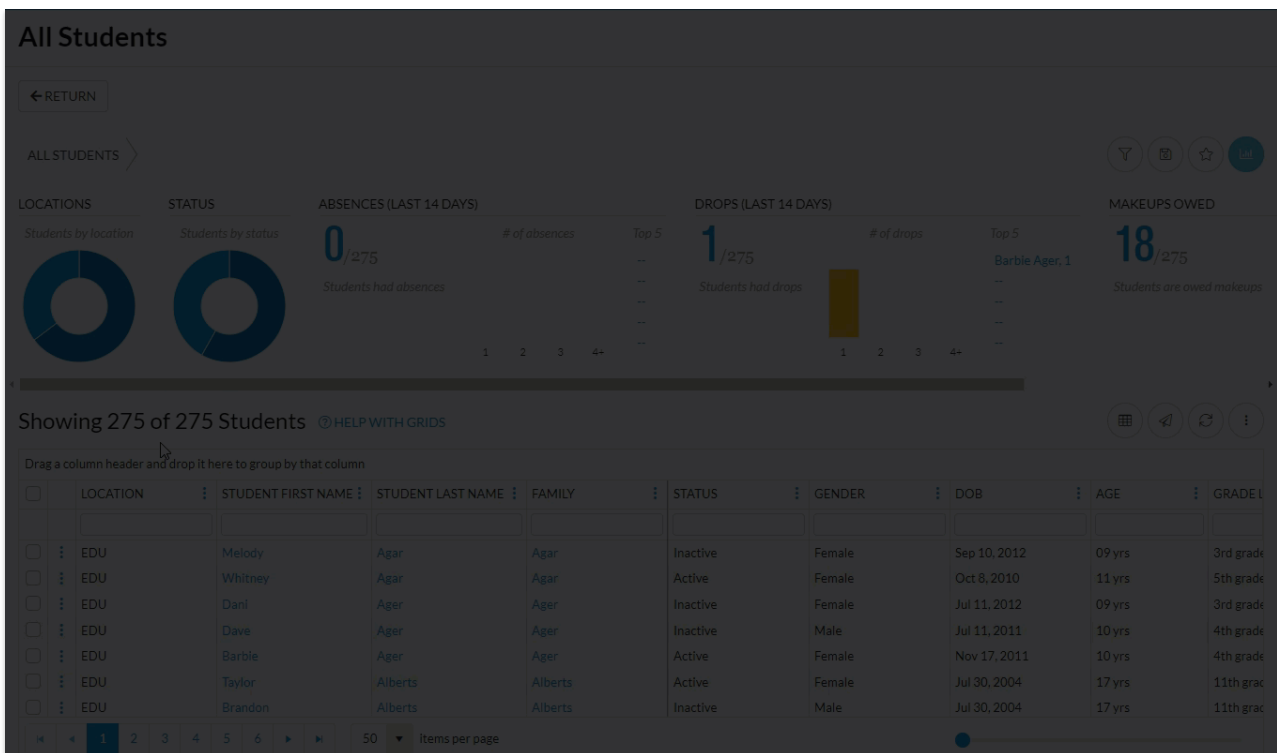 All Students
RETURN
ALL STUDENTS
LOCATIONS STATUS ABSENCES (LAST 14 DAYS) DROPS (LAST 14 DAYS) MAKEUPS OWED
Students by location Students by status 0/275 # of absences Top 5 1/275 # of drops Top 5 18/275
-- Barbie Ager, 1
Students had absences -- Students had drops -- Students are owed makeups
-- --
-- --
1 2 3 4+ -- 1 2 3 4+ --
Showing 275 of 275 Students HELP WITH GRIDS
Drag a column header and drop it here to group by that column
LOCATION STUDENT FIRST NAME STUDENT LAST NAME FAMILY STATUS GENDER DOB AGE GRADE L
EDU Melody Agar Agar Inactive Female Sep 10, 2012 09 yrs 3rd grade
EDU Whitney Agar Agar Active Female Oct 8, 2010 11 yrs 5th grade
EDU Dani Ager Ager Inactive Female Jul 11, 2012 09 yrs 3rd grade
EDU Dave Ager Ager Inactive Male Jul 11, 2011 10 yrs 4th grade
EDU Barbie Ager Ager Active Female Nov 17, 2011 10 yrs 4th grade
EDU Taylor Alberts Alberts Active Female Jul 30, 2004 17 yrs 11th grad
EDU Brandon Alberts Alberts Inactive Male Jul 30, 2004 17 yrs 11th grad
1 2 3 4 5 6 50 items per page